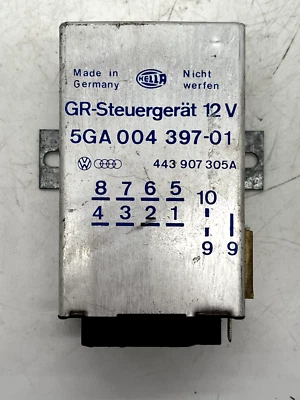 Made in Germany
HELLA
Nicht werfen
GR-Steuergerät 12 V
5GA 004 397-01
443 907 305A
8 7 6 5
4 3 2 1
10
9 9